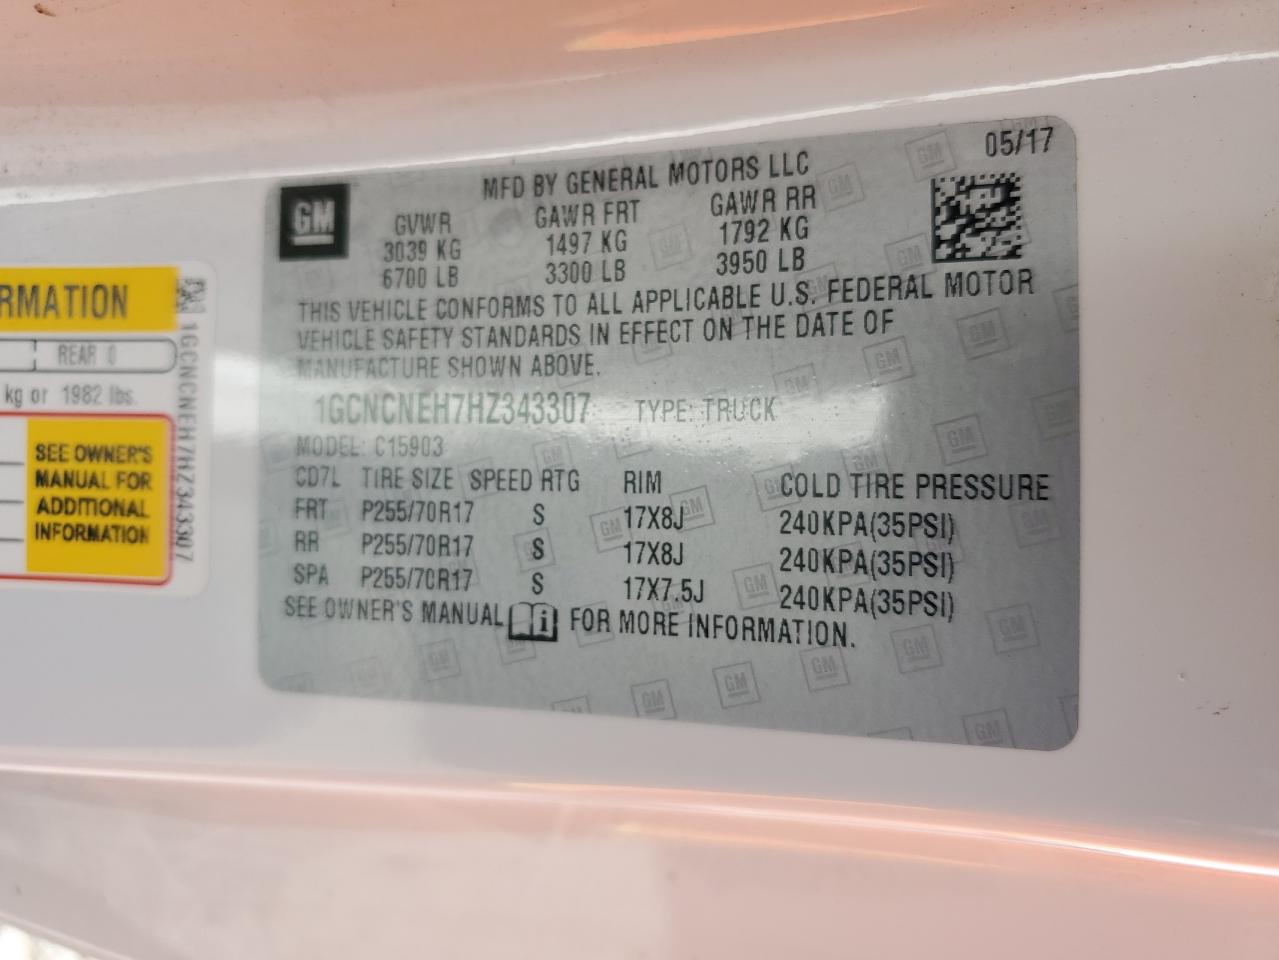 RMATION
REAR 0
kg or 1982 lbs.
SEE OWNER'S
MANUAL FOR
ADDITIONAL
INFORMATION
1GCNCNEH7HZ343307
05/17
GM
MFD BY GENERAL MOTORS LLC
GVWR GAWR FRT GAWR RR
3039 KG 1497 KG 1792 KG
6700 LB 3300 LB 3950 LB
THIS VEHICLE CONFORMS TO ALL APPLICABLE U.S. FEDERAL MOTOR
VEHICLE SAFETY STANDARDS IN EFFECT ON THE DATE OF
MANUFACTURE SHOWN ABOVE.
1GCNCNEH7HZ343307 TYPE: TRUCK
MODEL: C15903
CD7L TIRE SIZE SPEED RTG RIM COLD TIRE PRESSURE
FRT P255/70R17 S 17X8J 240KPA(35PSI)
RR P255/70R17 S 17X8J 240KPA(35PSI)
SPA P255/70R17 S 17X7.5J 240KPA(35PSI)
SEE OWNER'S MANUAL FOR MORE INFORMATION.